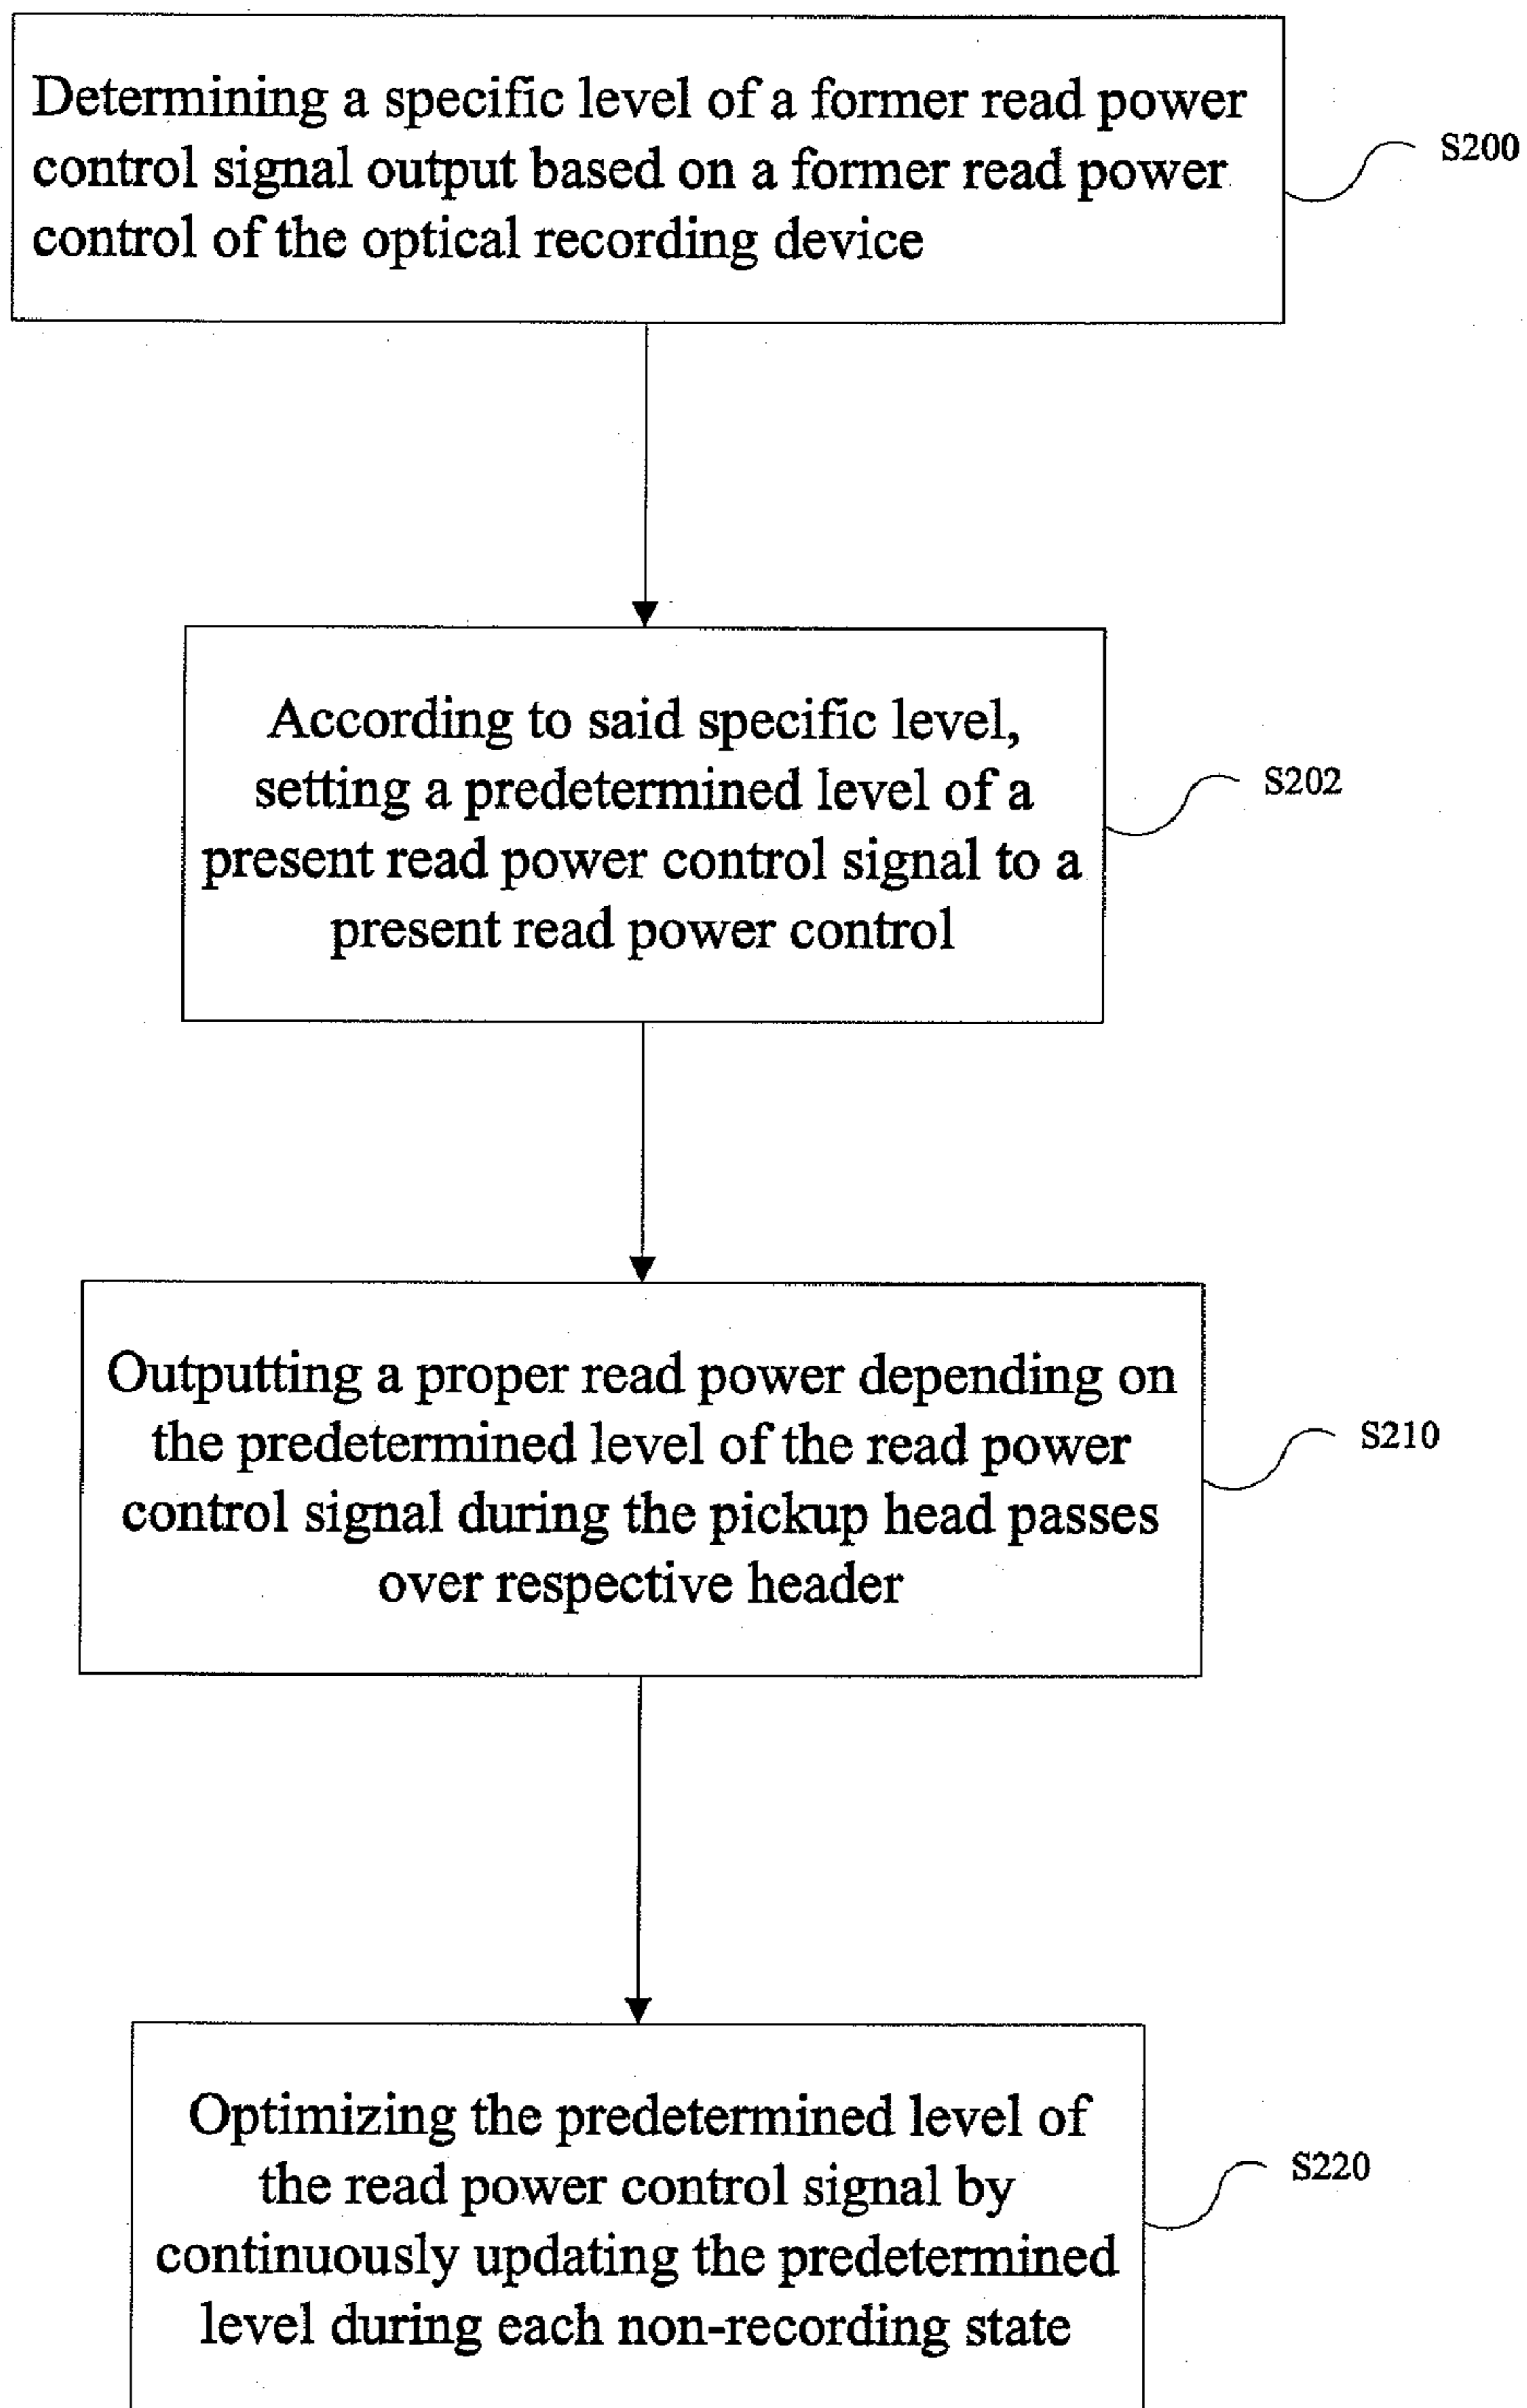 Determining a specific level of a former read power
control signal output based on a former read power
control of the optical recording device
S200
According to said specific level,
setting a predetermined level of a
present read power control signal to a
present read power control
S202
Outputting a proper read power depending on
the predetermined level of the read power
control signal during the pickup head passes
over respective header
S210
Optimizing the predetermined level of
the read power control signal by
continuously updating the predetermined
level during each non-recording state
S220